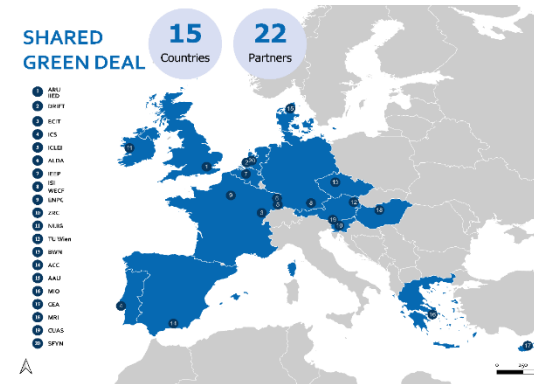 SHARED
GREEN DEAL
15
Countries
22
Partners
1 ARU
IIED
2 DRIFT
3 ECIT
4 ICS
5 ICLEI
6 ALDA
7 IEEP
8 ISI
WECF
9 ENPC
10 ZRC
11 NUIG
12 TU Wien
13
14 ACC
15 AAU
16 MIO
17 CEA
18 MRI
19 CUAS
20 SFYN
0 250